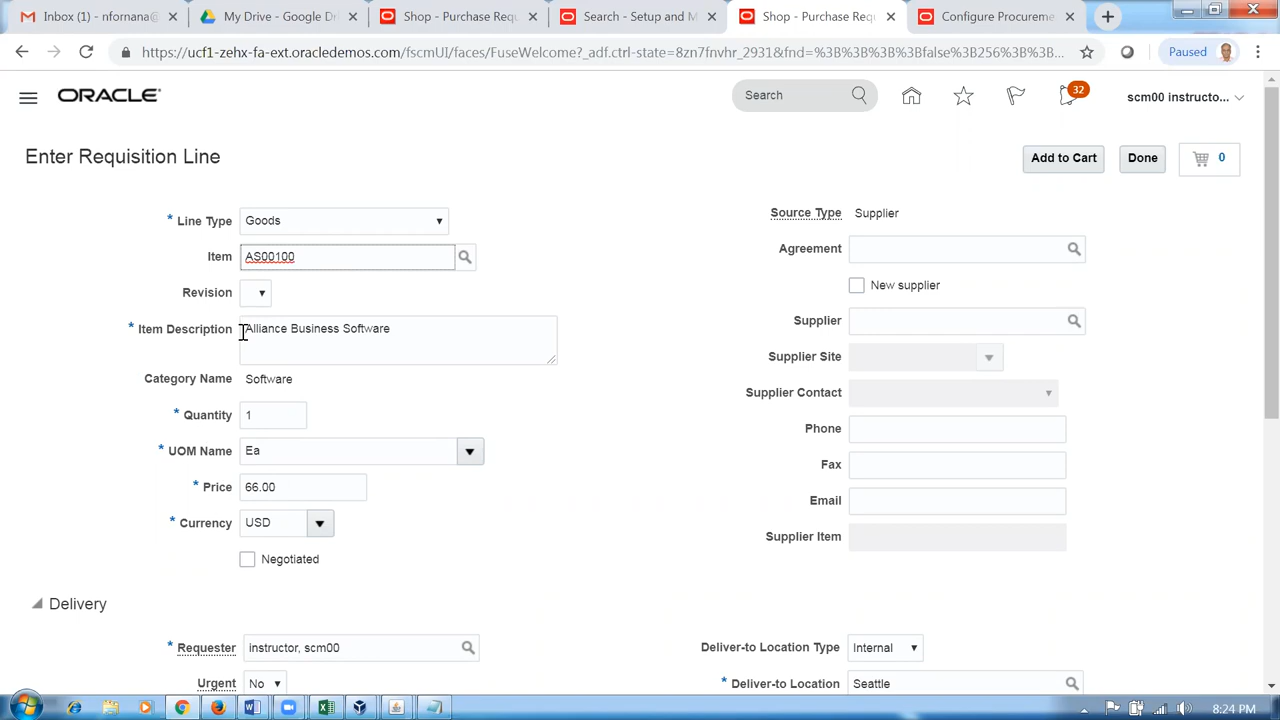 Inbox (1) - nfornana@
My Drive - Google D
Shop - Purchase Re
Search - Setup and M
Shop - Purchase Req
Configure Procureme
https://ucf1-zehx-fa-ext.oracledemos.com/fscmUI/faces/FuseWelcome?_adf.ctrl-state=8zn7fnvhr_2931&fnd=%3B%3B%3B%3Bfalse%3B256%3B%3B%3B...
Paused
ORACLE
Search
32
scm00 instructo...
Enter Requisition Line
Add to Cart
Done
0
* Line Type Goods
Source Type Supplier
Item AS00100
Agreement
Revision
New supplier
* Item Description Alliance Business Software
Supplier
Supplier Site
Category Name Software
Supplier Contact
* Quantity 1
Phone
* UOM Name Ea
Fax
* Price 66.00
Email
* Currency USD
Supplier Item
Negotiated
Delivery
* Requester instructor, scm00
Deliver-to Location Type Internal
Urgent No
* Deliver-to Location Seattle
8:24 PM